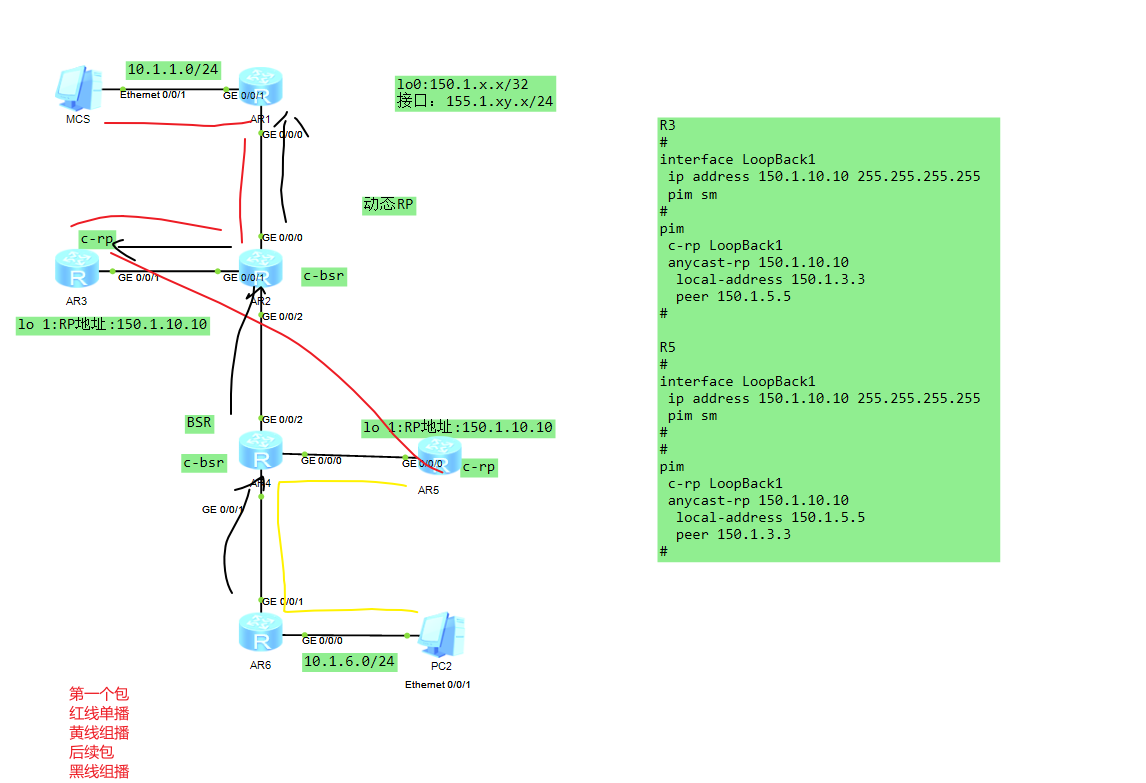 10.1.1.0/24
Ethernet 0/0/1
GE 0/0/1
MCS
AR1
GE 0/0/0
lo0:150.1.x.x/32
接口: 155.1.xy.x/24
动态RP
GE 0/0/0
c-rp
GE 0/0/1
GE 0/0/1
c-bsr
AR3
AR2
GE 0/0/2
lo 1:RP地址:150.1.10.10
BSR
GE 0/0/2
lo 1:RP地址:150.1.10.10
c-bsr
GE 0/0/0
GE 0/0/0
c-rp
AR4
AR5
GE 0/0/1
GE 0/0/1
GE 0/0/0
10.1.6.0/24
AR6
PC2
Ethernet 0/0/1
第一个包
红线单播
黄线组播
后续包
黑线组播
R3
#
interface LoopBack1
 ip address 150.1.10.10 255.255.255.255
 pim sm
#
pim
 c-rp LoopBack1
 anycast-rp 150.1.10.10
  local-address 150.1.3.3
  peer 150.1.5.5
#
R5
#
interface LoopBack1
 ip address 150.1.10.10 255.255.255.255
 pim sm
#
#
pim
 c-rp LoopBack1
 anycast-rp 150.1.10.10
  local-address 150.1.5.5
  peer 150.1.3.3
#